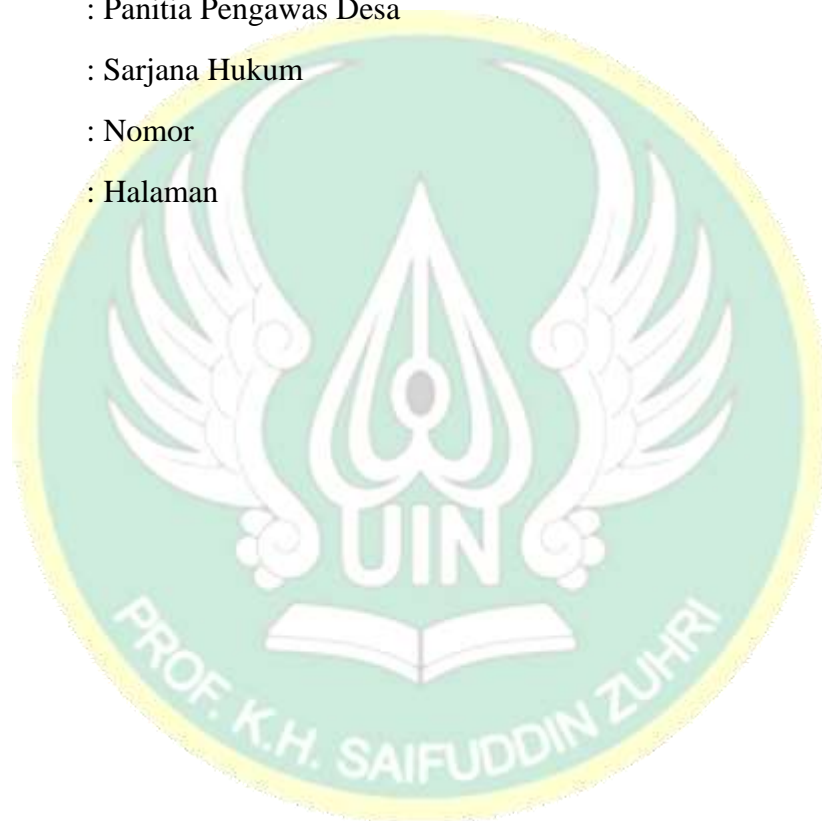 : Panitia Pengawas Desa
: Sarjana Hukum
: Nomor
: Halaman
UIN
PROF. K.H. SAIFUDDIN ZUHRI